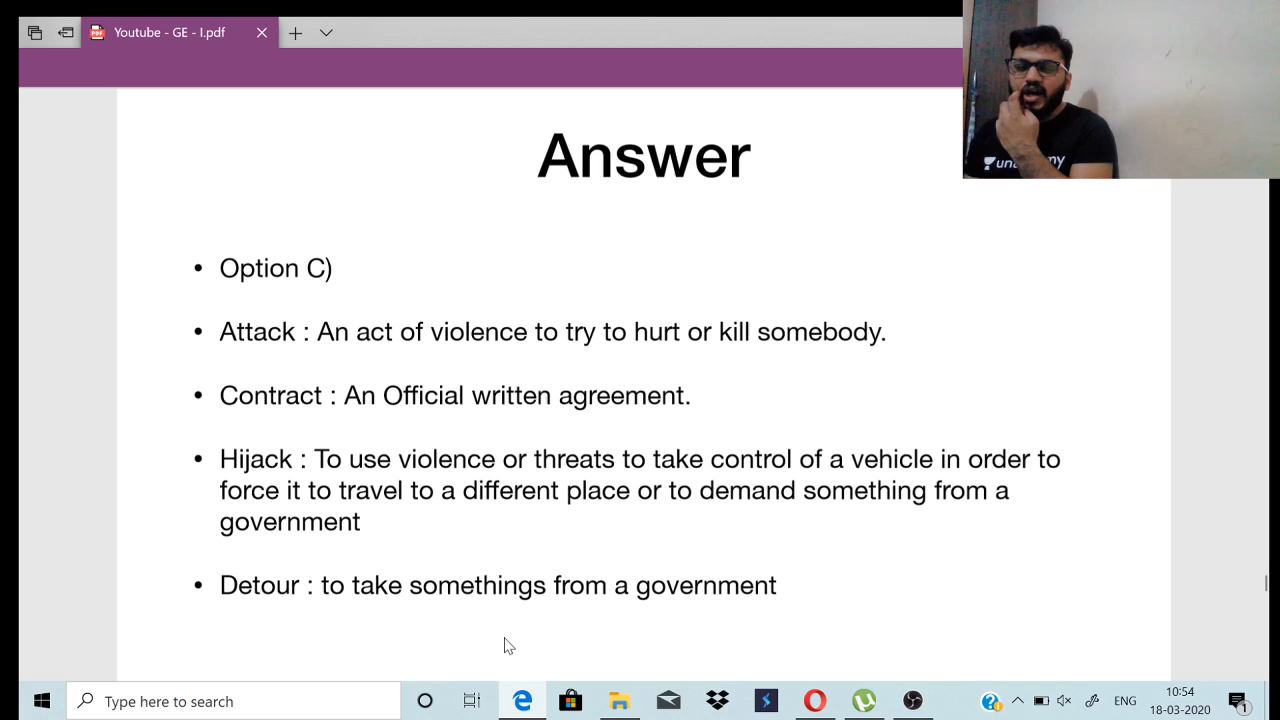 Youtube - GE - I.pdf
Answer
• Option C)
• Attack : An act of violence to try to hurt or kill somebody.
• Contract : An Official written agreement.
• Hijack : To use violence or threats to take control of a vehicle in order to
force it to travel to a different place or to demand something from a
government
• Detour : to take somethings from a government
Type here to search
ENG
10:54
18-03-2020
1